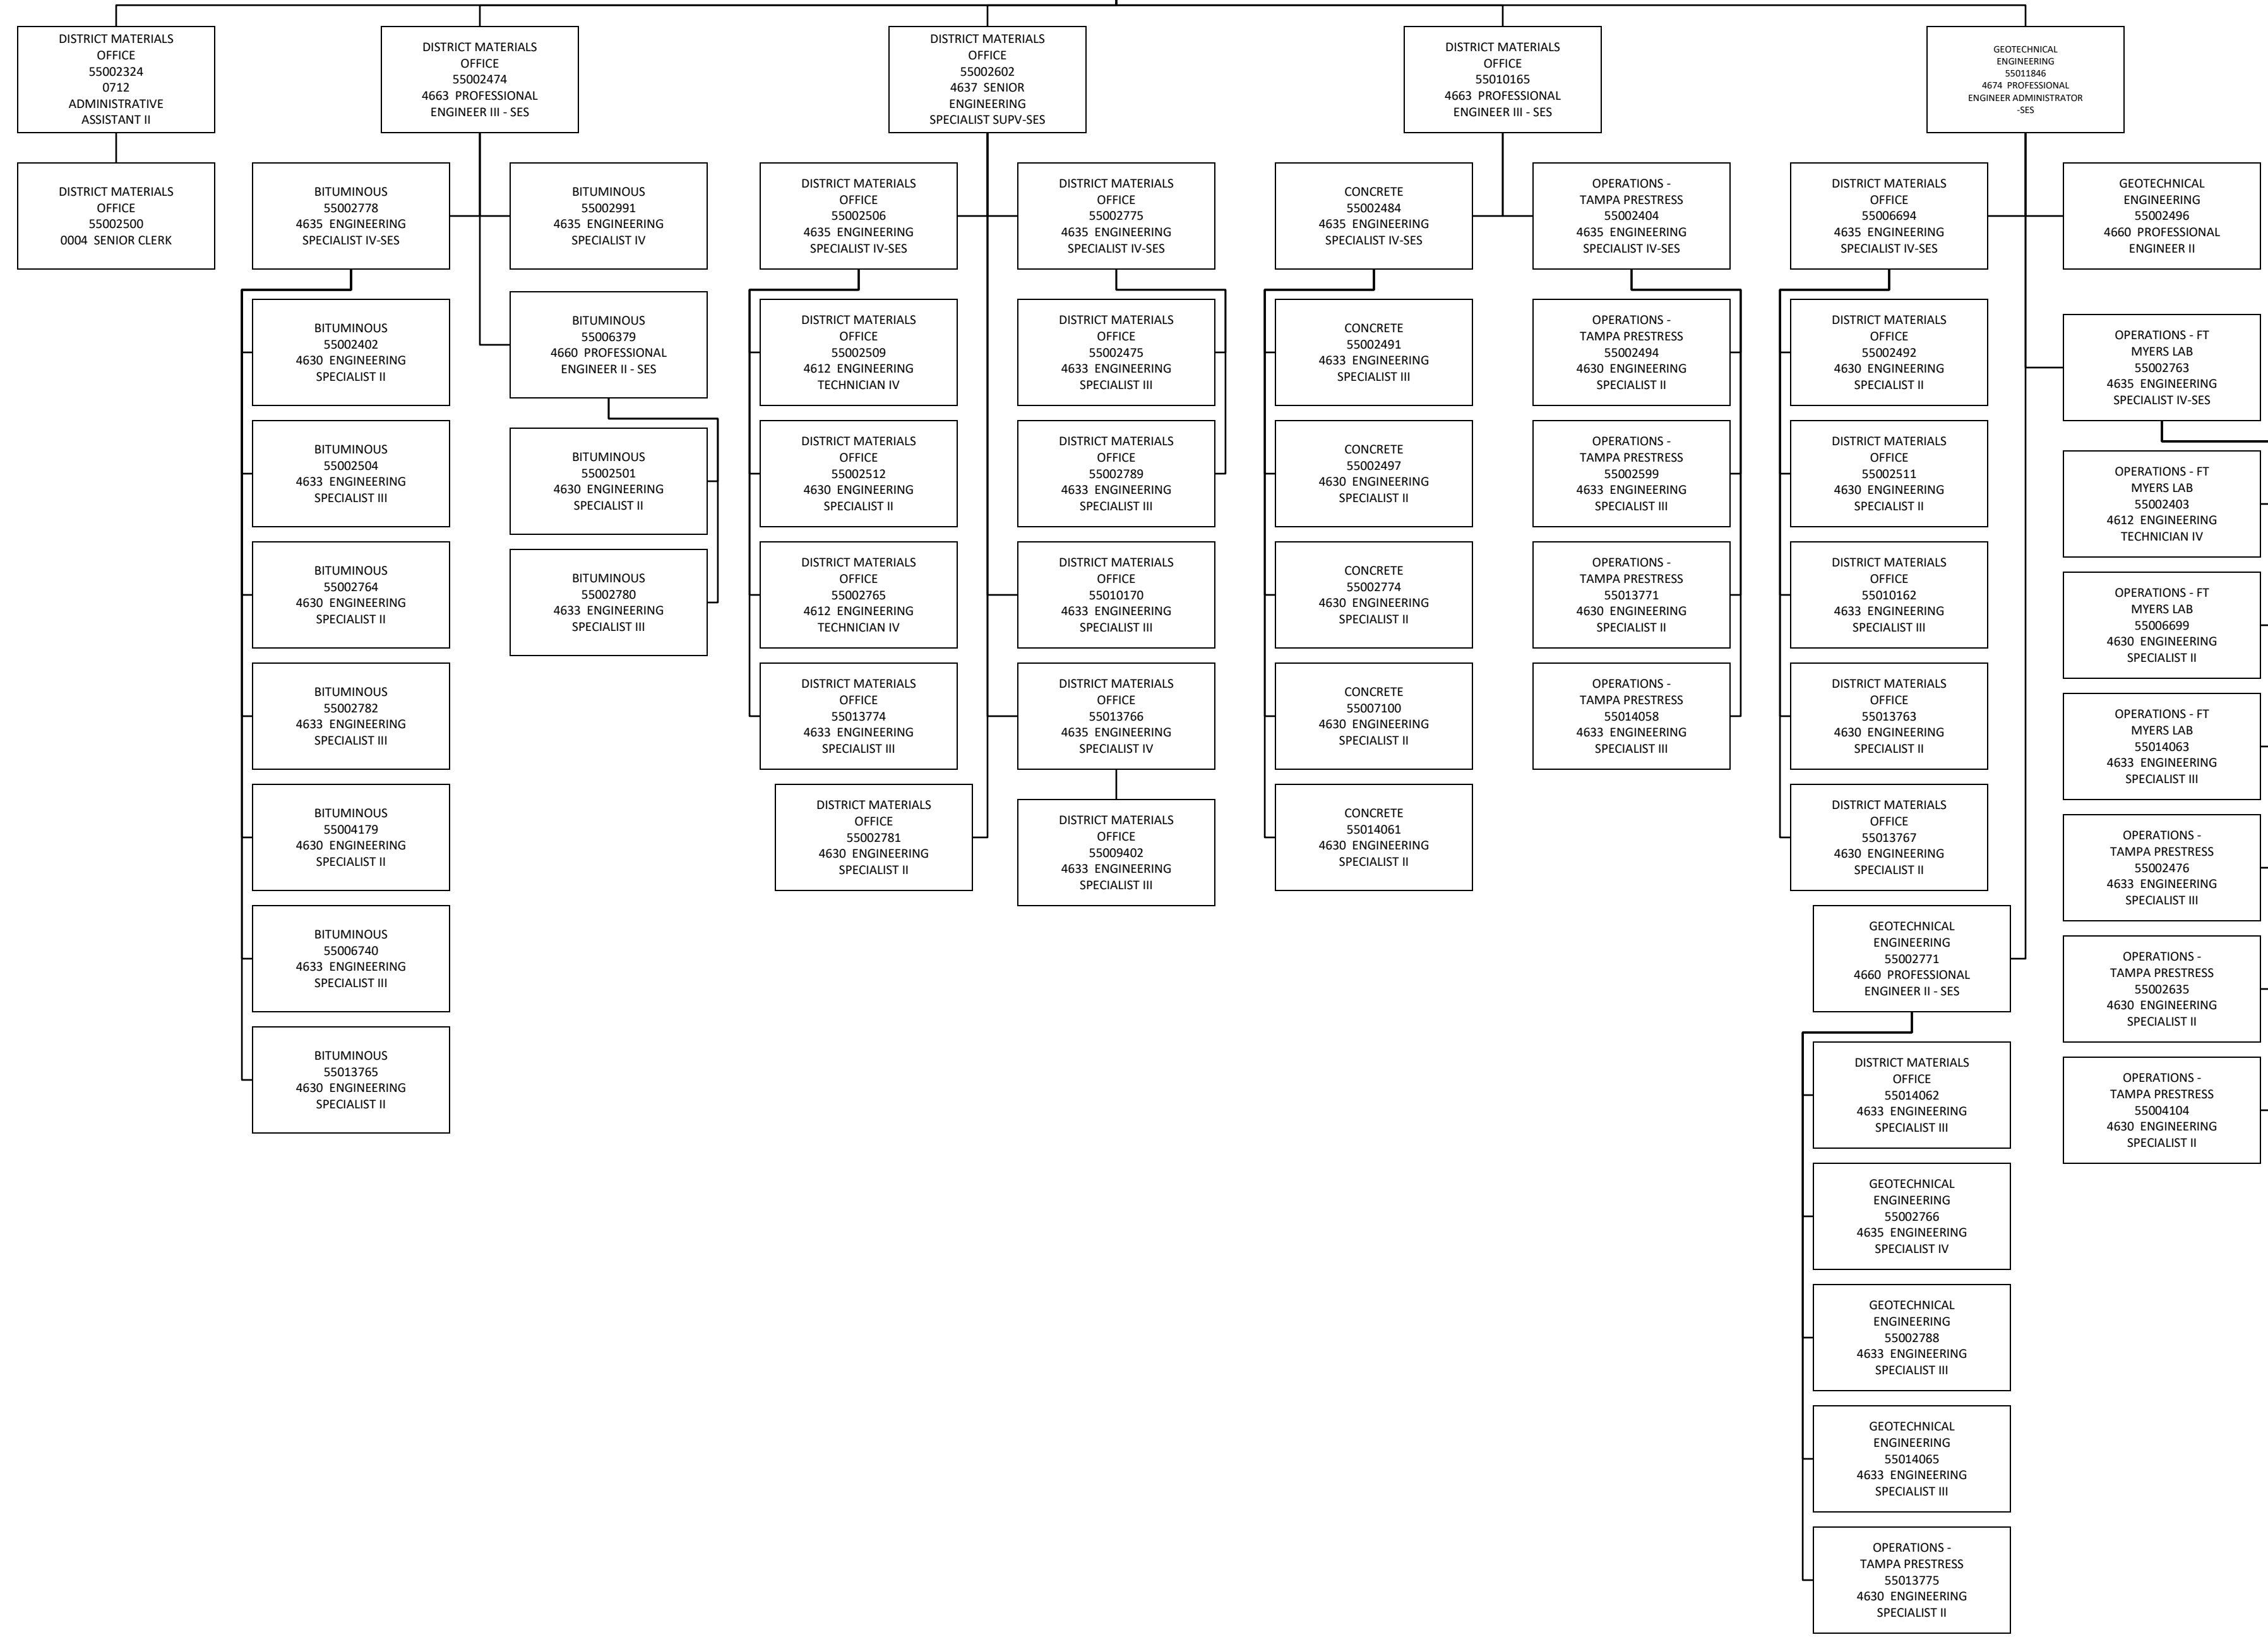 DISTRICT MATERIALS
OFFICE
55002324
0712
ADMINISTRATIVE
ASSISTANT II
DISTRICT MATERIALS
OFFICE
55002474
4663 PROFESSIONAL
ENGINEER III - SES
DISTRICT MATERIALS
OFFICE
55002602
4637 SENIOR
ENGINEERING
SPECIALIST SUPV-SES
DISTRICT MATERIALS
OFFICE
55010165
4663 PROFESSIONAL
ENGINEER III - SES
GEOTECHNICAL
ENGINEERING
55011846
4674 PROFESSIONAL
ENGINEER ADMINISTRATOR
-SES
DISTRICT MATERIALS
OFFICE
55002500
0004 SENIOR CLERK
BITUMINOUS
55002778
4635 ENGINEERING
SPECIALIST IV-SES
BITUMINOUS
55002991
4635 ENGINEERING
SPECIALIST IV
DISTRICT MATERIALS
OFFICE
55002506
4635 ENGINEERING
SPECIALIST IV-SES
DISTRICT MATERIALS
OFFICE
55002775
4635 ENGINEERING
SPECIALIST IV-SES
CONCRETE
55002484
4635 ENGINEERING
SPECIALIST IV-SES
OPERATIONS -
TAMPA PRESTRESS
55002404
4635 ENGINEERING
SPECIALIST IV-SES
DISTRICT MATERIALS
OFFICE
55006694
4635 ENGINEERING
SPECIALIST IV-SES
GEOTECHNICAL
ENGINEERING
55002496
4660 PROFESSIONAL
ENGINEER II
BITUMINOUS
55002402
4630 ENGINEERING
SPECIALIST II
BITUMINOUS
55006379
4660 PROFESSIONAL
ENGINEER II - SES
DISTRICT MATERIALS
OFFICE
55002509
4612 ENGINEERING
TECHNICIAN IV
DISTRICT MATERIALS
OFFICE
55002475
4633 ENGINEERING
SPECIALIST III
CONCRETE
55002491
4633 ENGINEERING
SPECIALIST III
OPERATIONS -
TAMPA PRESTRESS
55002494
4630 ENGINEERING
SPECIALIST II
DISTRICT MATERIALS
OFFICE
55002492
4630 ENGINEERING
SPECIALIST II
OPERATIONS - FT
MYERS LAB
55002763
4635 ENGINEERING
SPECIALIST IV-SES
BITUMINOUS
55002504
4633 ENGINEERING
SPECIALIST III
BITUMINOUS
55002501
4630 ENGINEERING
SPECIALIST II
DISTRICT MATERIALS
OFFICE
55002512
4630 ENGINEERING
SPECIALIST II
DISTRICT MATERIALS
OFFICE
55002789
4633 ENGINEERING
SPECIALIST III
CONCRETE
55002497
4630 ENGINEERING
SPECIALIST II
OPERATIONS -
TAMPA PRESTRESS
55002599
4633 ENGINEERING
SPECIALIST III
DISTRICT MATERIALS
OFFICE
55002511
4630 ENGINEERING
SPECIALIST II
OPERATIONS - FT
MYERS LAB
55002403
4612 ENGINEERING
TECHNICIAN IV
BITUMINOUS
55002764
4630 ENGINEERING
SPECIALIST II
BITUMINOUS
55002780
4633 ENGINEERING
SPECIALIST III
DISTRICT MATERIALS
OFFICE
55002765
4612 ENGINEERING
TECHNICIAN IV
DISTRICT MATERIALS
OFFICE
55010170
4633 ENGINEERING
SPECIALIST III
CONCRETE
55002774
4630 ENGINEERING
SPECIALIST II
OPERATIONS -
TAMPA PRESTRESS
55013771
4630 ENGINEERING
SPECIALIST II
DISTRICT MATERIALS
OFFICE
55010162
4633 ENGINEERING
SPECIALIST III
OPERATIONS - FT
MYERS LAB
55006699
4630 ENGINEERING
SPECIALIST II
BITUMINOUS
55002782
4633 ENGINEERING
SPECIALIST III
DISTRICT MATERIALS
OFFICE
55013774
4633 ENGINEERING
SPECIALIST III
DISTRICT MATERIALS
OFFICE
55013766
4635 ENGINEERING
SPECIALIST IV
CONCRETE
55007100
4630 ENGINEERING
SPECIALIST II
OPERATIONS -
TAMPA PRESTRESS
55014058
4633 ENGINEERING
SPECIALIST III
DISTRICT MATERIALS
OFFICE
55013763
4630 ENGINEERING
SPECIALIST II
OPERATIONS - FT
MYERS LAB
55014063
4633 ENGINEERING
SPECIALIST III
BITUMINOUS
55004179
4630 ENGINEERING
SPECIALIST II
DISTRICT MATERIALS
OFFICE
55002781
4630 ENGINEERING
SPECIALIST II
DISTRICT MATERIALS
OFFICE
55009402
4633 ENGINEERING
SPECIALIST III
CONCRETE
55014061
4630 ENGINEERING
SPECIALIST II
DISTRICT MATERIALS
OFFICE
55013767
4630 ENGINEERING
SPECIALIST II
OPERATIONS -
TAMPA PRESTRESS
55002476
4633 ENGINEERING
SPECIALIST III
BITUMINOUS
55006740
4633 ENGINEERING
SPECIALIST III
GEOTECHNICAL
ENGINEERING
55002771
4660 PROFESSIONAL
ENGINEER II - SES
OPERATIONS -
TAMPA PRESTRESS
55002635
4630 ENGINEERING
SPECIALIST II
BITUMINOUS
55013765
4630 ENGINEERING
SPECIALIST II
DISTRICT MATERIALS
OFFICE
55014062
4633 ENGINEERING
SPECIALIST III
OPERATIONS -
TAMPA PRESTRESS
55004104
4630 ENGINEERING
SPECIALIST II
GEOTECHNICAL
ENGINEERING
55002766
4635 ENGINEERING
SPECIALIST IV
GEOTECHNICAL
ENGINEERING
55002788
4633 ENGINEERING
SPECIALIST III
GEOTECHNICAL
ENGINEERING
55014065
4633 ENGINEERING
SPECIALIST III
OPERATIONS -
TAMPA PRESTRESS
55013775
4630 ENGINEERING
SPECIALIST II